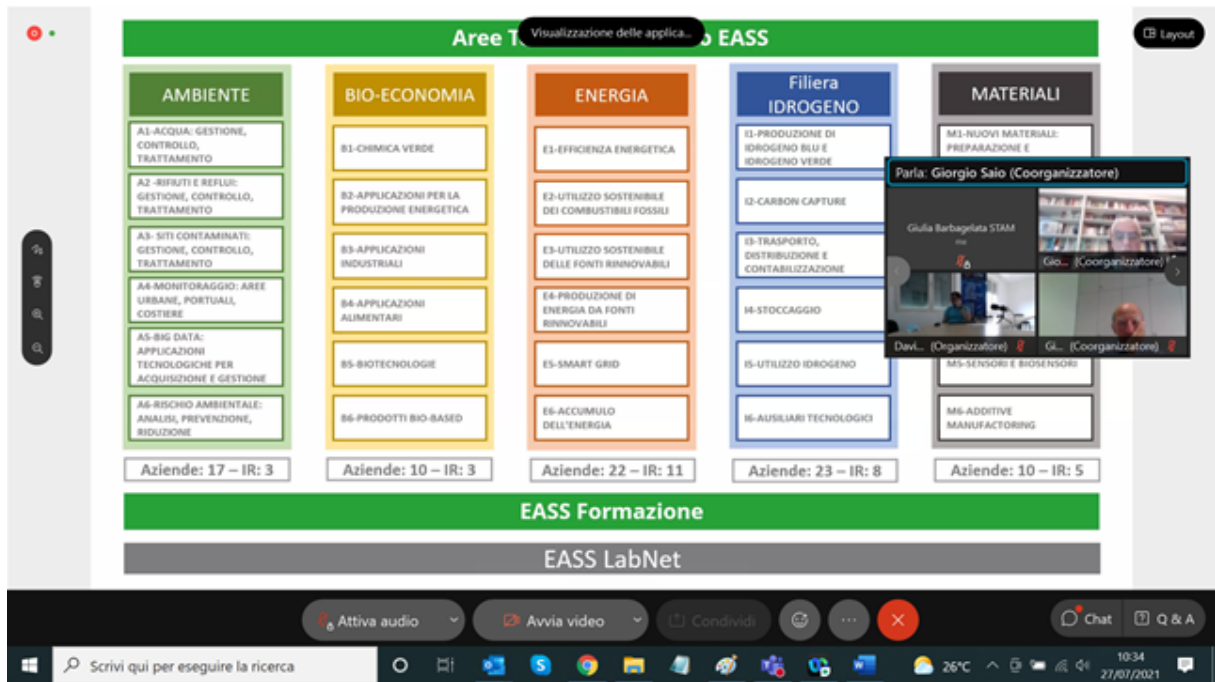 Aree T
Visualizzazione delle applica...
o EASS
Layout
AMBIENTE
A1-ACQUA: GESTIONE,
CONTROLLO,
TRATTAMENTO
A2 -RIFIUTI E REFLUI:
GESTIONE, CONTROLLO,
TRATTAMENTO
A3- SITI CONTAMINATI:
GESTIONE, CONTROLLO,
TRATTAMENTO
A4-MONITORAGGIO: AREE
URBANE, PORTUALI,
COSTIERE
A5-BIG DATA:
APPLICAZIONI
TECNOLOGICHE PER
ACQUISIZIONE E GESTIONE
A6-RISCHIO AMBIENTALE:
ANALISI, PREVENZIONE,
RIDUZIONE
Aziende: 17 – IR: 3
BIO-ECONOMIA
B1-CHIMICA VERDE
B2-APPLICAZIONI PER LA
PRODUZIONE ENERGETICA
B3-APPLICAZIONI
INDUSTRIALI
B4-APPLICAZIONI
ALIMENTARI
B5-BIOTECNOLOGIE
B6-PRODOTTI BIO-BASED
Aziende: 10 – IR: 3
ENERGIA
E1-EFFICIENZA ENERGETICA
E2-UTILIZZO SOSTENIBILE
DEI COMBUSTIBILI FOSSILI
E3-UTILIZZO SOSTENIBILE
DELLE FONTI RINNOVABILI
E4-PRODUZIONE DI
ENERGIA DA FONTI
RINNOVABILI
E5-SMART GRID
E6-ACCUMULO
DELL'ENERGIA
Aziende: 22 – IR: 11
Filiera
IDROGENO
I1-PRODUZIONE DI
IDROGENO BLU E
IDROGENO VERDE
I2-CARBON CAPTURE
I3-TRASPORTO,
DISTRIBUZIONE E
CONTABILIZZAZIONE
I4-STOCCAGGIO
I5-UTILIZZO IDROGENO
I6-AUSILIARI TECNOLOGICI
Aziende: 23 – IR: 8
MATERIALI
M1-NUOVI MATERIALI:
PREPARAZIONE E
M5-SENSORI E BIOSENSORI
M6-ADDITIVE
MANUFACTORING
Aziende: 10 – IR: 5
Parla: Giorgio Saio (Coorganizzatore)
Giulia Barbagelata STAM
me
Gio... (Coorganizzatore)
Davi... (Organizzatore)
Gi... (Coorganizzatore)
EASS Formazione
EASS LabNet
Attiva audio
Avvia video
Condividi
Chat
Q & A
Scrivi qui per eseguire la ricerca
26°C
10:34
27/07/2021